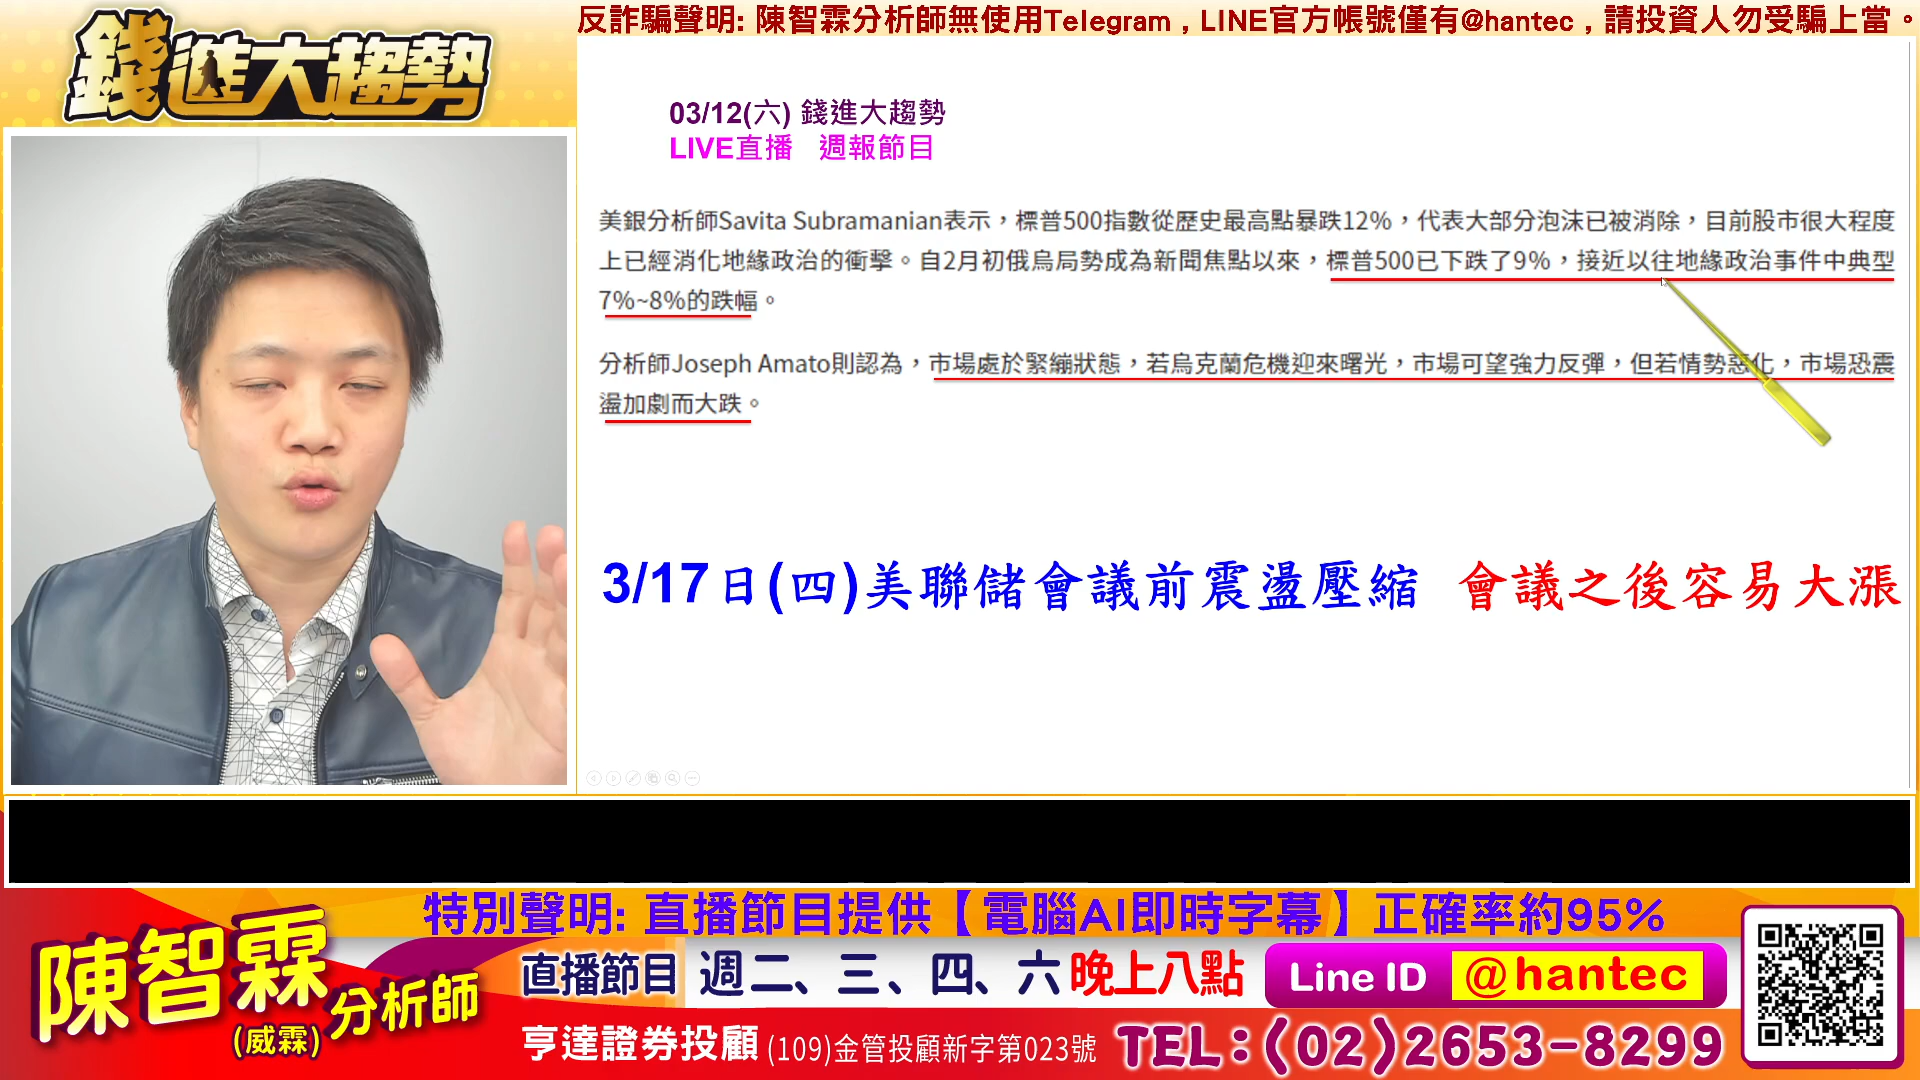 反詐騙聲明: 陳智霖分析師無使用Telegram , LINE官方帳號僅有@hantec , 請投資人勿受騙上當。
錢進大趨勢
03/12(六) 錢進大趨勢
LIVE直播 週報節目
美銀分析師Savita Subramanian表示，標普500指數從歷史最高點暴跌12%，代表大部分泡沫已被消除，目前股市很大程度
上已經消化地緣政治的衝擊。自2月初俄烏局勢成為新聞焦點以來，標普500已下跌了9%，接近以往地緣政治事件中典型
7%~8%的跌幅。
分析師Joseph Amato則認為，市場處於緊繃狀態，若烏克蘭危機迎來曙光，市場可望強力反彈，但若情勢惡化，市場恐震
盪加劇而大跌。
3/17日(四)美聯儲會議前震盪壓縮 會議之後容易大漲
特別聲明: 直播節目提供【電腦AI即時字幕】正確率約95%
陳智霖分析師
(威霖)
直播節目 週二、三、四、六晚上八點
Line ID @hantec
亨達證券投顧 (109)金管投顧新字第023號 TEL:(02)2653-8299